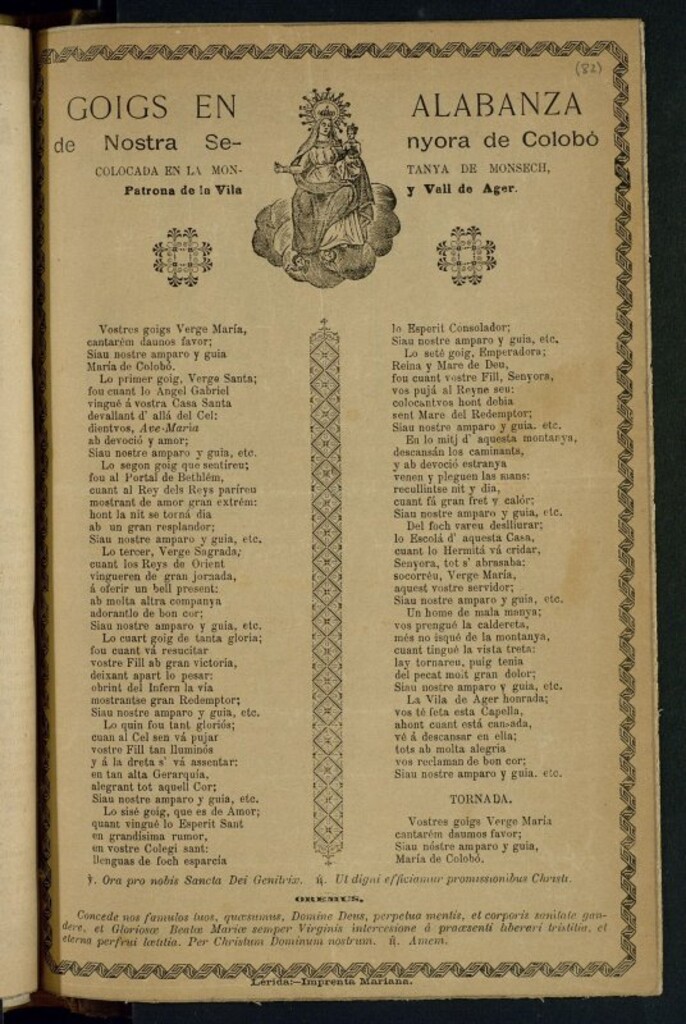 (82)
GOIGS EN ALABANZA
de Nostra Se- nyora de Colobó
COLOCADA EN LA MON- TANYA DE MONSECH,
Patrona de la Vila y Vall de Ager.
Vostres goigs Verge María,
cantarém daunos favor;
Siau nostre amparo y guia
María de Colobó.
Lo primer goig, Verge Santa;
fou cuant lo Angel Gabriel
vingué á vostra Casa Santa
devallant d' allá del Cel:
dientvos, Ave-Maria
ab devoció y amor;
Siau nostre amparo y guia, etc.
Lo segon goig que sentireu;
fou al Portal de Bethlém,
cuant al Rey dels Reys parireu
mostrant de amor gran extrém:
hont la nit se torná dia
ab un gran resplandor;
Siau nostre amparo y guia, etc.
Lo tercer, Verge Sagrada,
cuant los Reys de Orient
vingueren de gran jornada,
á oferir un bell present:
ab molta altra companya
adorantlo de bon cor;
Siau nostre amparo y guia, etc.
Lo cuart goig de tanta gloria;
fou cuant vá resucitar
vostre Fill ab gran victoria,
deixant apart lo pesar:
obrint del Infern la vía
mostrantse gran Redemptor;
Siau nostre amparo y guia, etc.
Lo quin fou tant gloriós;
cuan al Cel sen vá pujar
vostre Fill tan lluminós
y á la dreta s' vá assentar:
en tan alta Gerarquía,
alegrant tot aquell Cor;
Siau nostre amparo y guia, etc.
Lo sisé goig, que es de Amor;
quant vingué lo Esperit Sant
en grandísima rumor,
en vostre Colegi sant:
llenguas de foch esparcía
lo Esperit Consolador;
Siau nostre amparo y guia, etc.
Lo seté goig, Emperadora;
Reina y Mare de Deu,
fou cuant vostre Fill, Senyora,
vos pujá al Reyne seu:
colocantvos hont debia
sent Mare del Redemptor;
Siau nostre amparo y guia. etc.
En lo mitj d' aquesta montanya,
descansán los caminants,
y ab devoció estranya
venen y pleguen las mans:
recullintse nit y dia,
cuant fá gran fret y calór;
Siau nostre amparo y guia, etc.
Del foch vareu deslliurar;
lo Escolá d' aquesta Casa,
cuant lo Hermitá vá cridar,
Senyora, tot s' abrasaba:
socorréu, Verge Maria,
aquest vostre servidor;
Siau nostre amparo y guia, etc.
Un home de mala manya;
vos prengué la caldereta,
més no isqué de la montanya,
cuant tingué la vista treta:
lay tornareu, puig tenia
del pecat molt gran dolor;
Siau nostre amparo y guia, etc.
La Vila de Ager honrada;
vos té feta esta Capella,
ahont cuant está cansada,
vé á descansar en ella;
tots ab molta alegria
vos reclaman de bon cor;
Siau nostre amparo y guia. etc.
TORNADA.
Vostres goigs Verge Maria
cantarém daumos favor;
Siau nóstre amparo y guia,
María de Colobó.
℣. Ora pro nobis Sancta Dei Genitrix. ℟. Ut digni efficiamur promissionibus Christi.
OREMUS.
Concede nos famulos tuos, quæsumus, Domine Deus, perpetua mentis, et corporis sanitate gau-
dere, et Gloriosæ Beatæ Mariæ semper Virginis intercessione á præesenti liberari tristitia, et
eterna perfrui lætitia. Per Christum Dominum nostrum. ℟. Amem.
Lérida:—Imprenta Mariana.